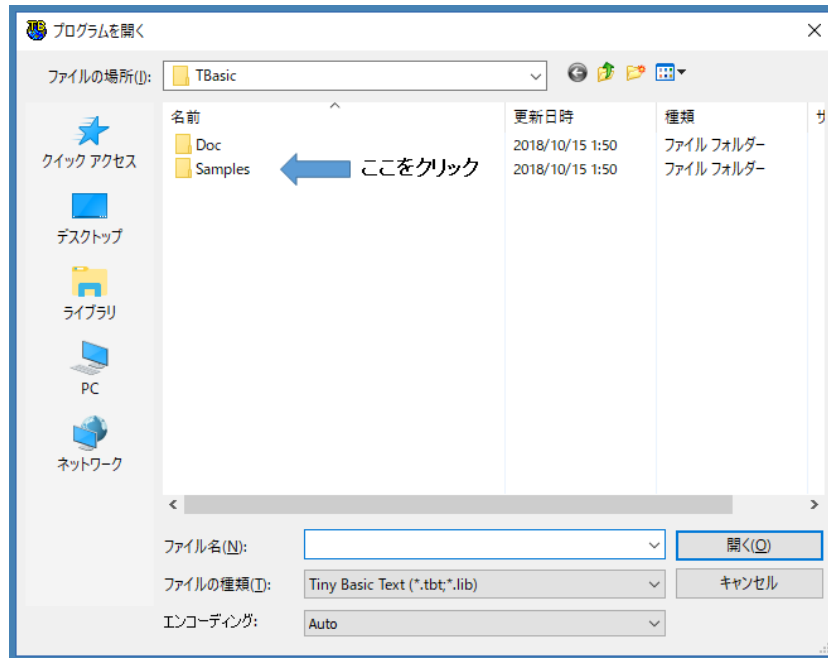 プログラムを開く
ファイルの場所(I): TBasic
名前 更新日時 種類 サ
Doc 2018/10/15 1:50 ファイル フォルダー
Samples ここをクリック 2018/10/15 1:50 ファイル フォルダー
クイック アクセス
デスクトップ
ライブラリ
PC
ネットワーク
ファイル名(N): 開く(O)
ファイルの種類(T): Tiny Basic Text (*.tbt;*.lib) キャンセル
エンコーディング: Auto